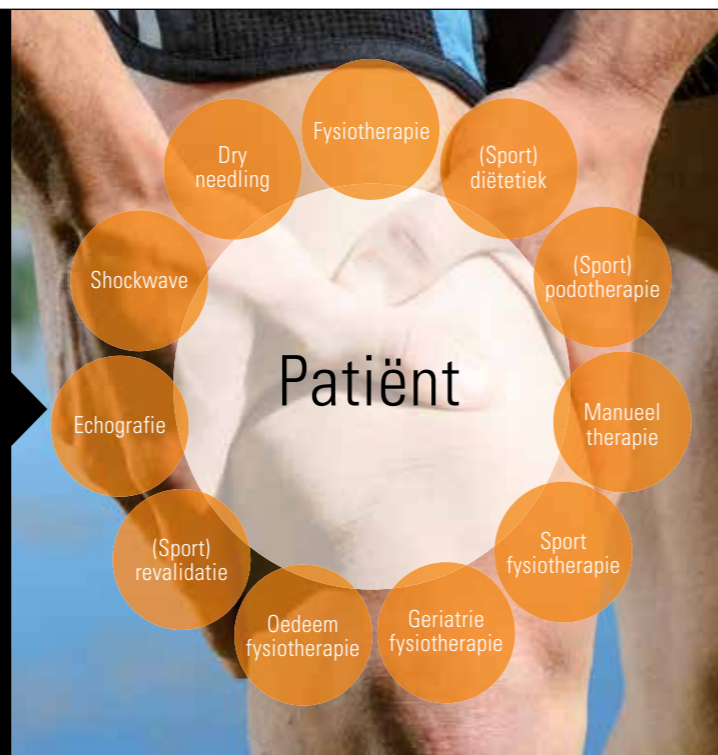 Fysiotherapie
(Sport)
diëtetiek
(Sport)
podotherapie
Manueel
therapie
Sport
fysiotherapie
Geriatrie
fysiotherapie
Oedeem
fysiotherapie
(Sport)
revalidatie
Echografie
Shockwave
Dry
needling
Patiënt